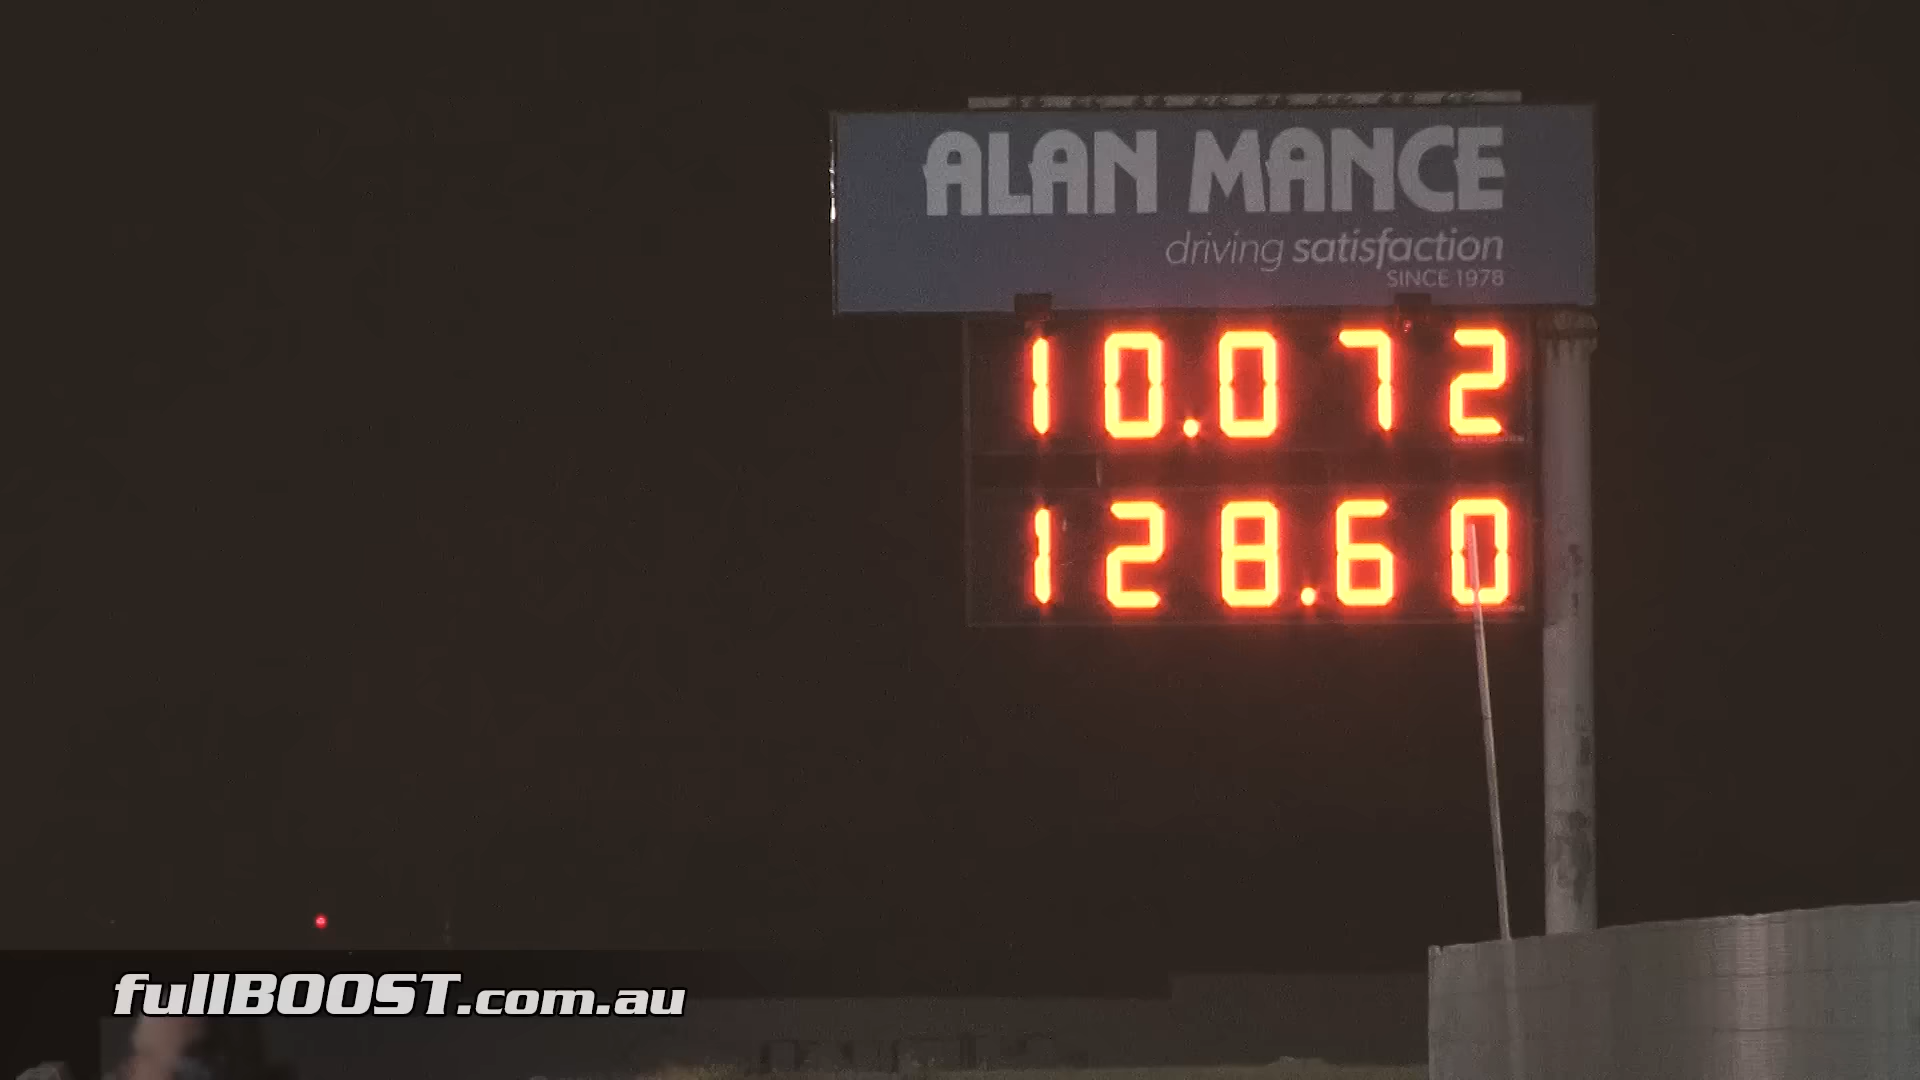 ALAN MANCE
driving satisfaction
SINCE 1978
10.072
128.60
fullBOOST.com.au